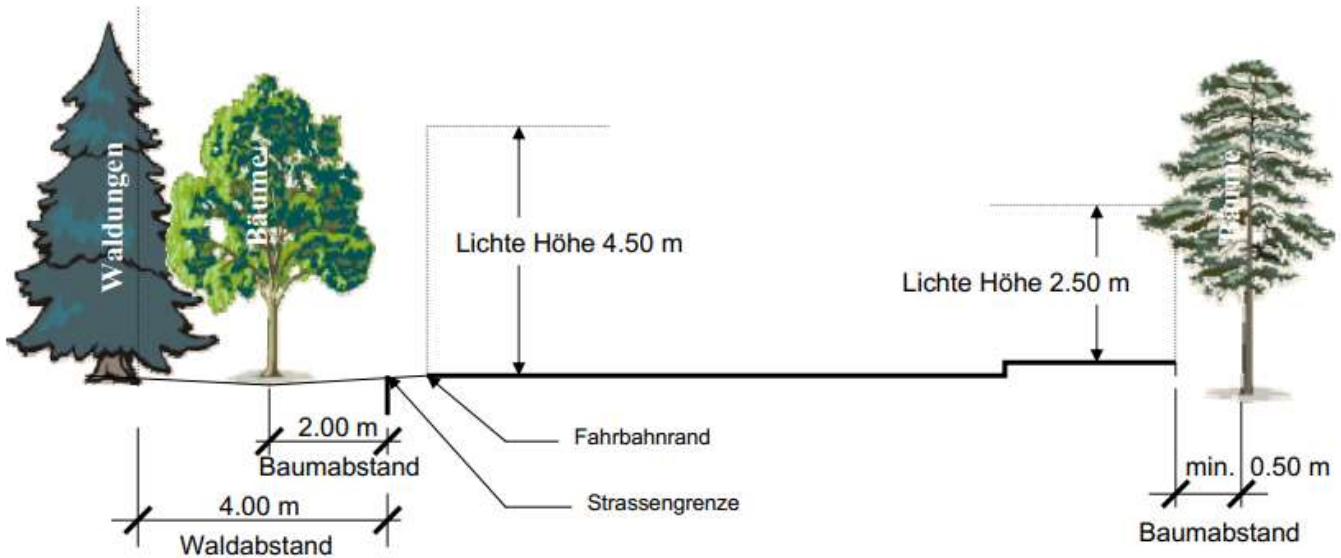 Waldungen
Bäume
Bäume
Lichte Höhe 4.50 m
Lichte Höhe 2.50 m
2.00 m
Baumabstand
4.00 m
Waldabstand
Fahrbahnrand
Strassengrenze
min. 0.50 m
Baumabstand